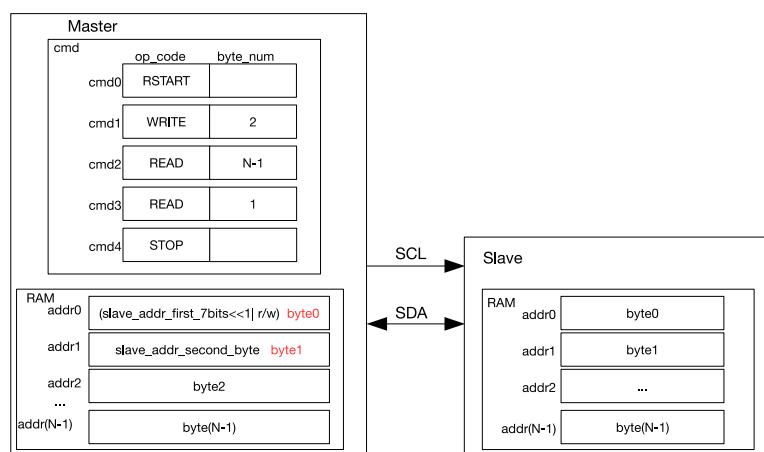 Master
cmd
op_code byte_num
cmd0 RSTART
cmd1 WRITE 2
cmd2 READ N-1
cmd3 READ 1
cmd4 STOP
RAM
addr0 (slave_addr_first_7bits<<1| r/w) byte0
addr1 slave_addr_second_byte byte1
addr2 byte2
...
addr(N-1) byte(N-1)
SCL
SDA
Slave
RAM
addr0 byte0
addr1 byte1
addr2 ...
addr(N-1) byte(N-1)